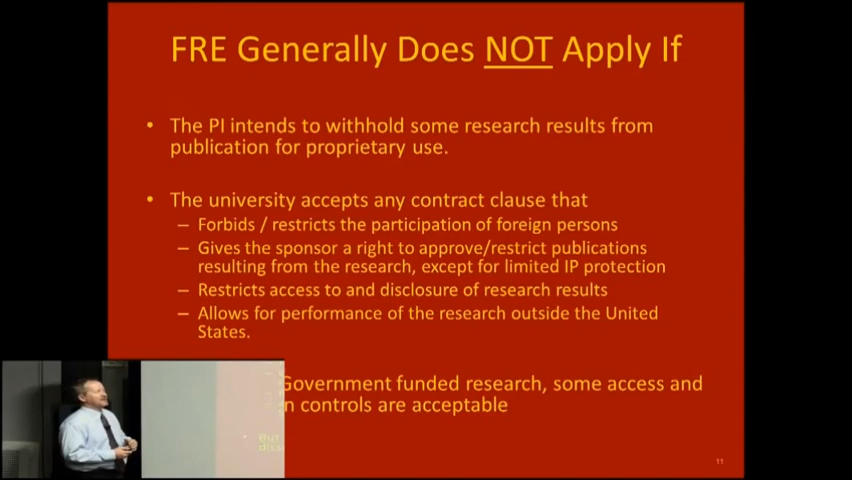 FRE Generally Does NOT Apply If
• The PI intends to withhold some research results from
publication for proprietary use.
• The university accepts any contract clause that
– Forbids / restricts the participation of foreign persons
– Gives the sponsor a right to approve/restrict publications
resulting from the research, except for limited IP protection
– Restricts access to and disclosure of research results
– Allows for performance of the research outside the United
States.
Government funded research, some access and
controls are acceptable
But
11